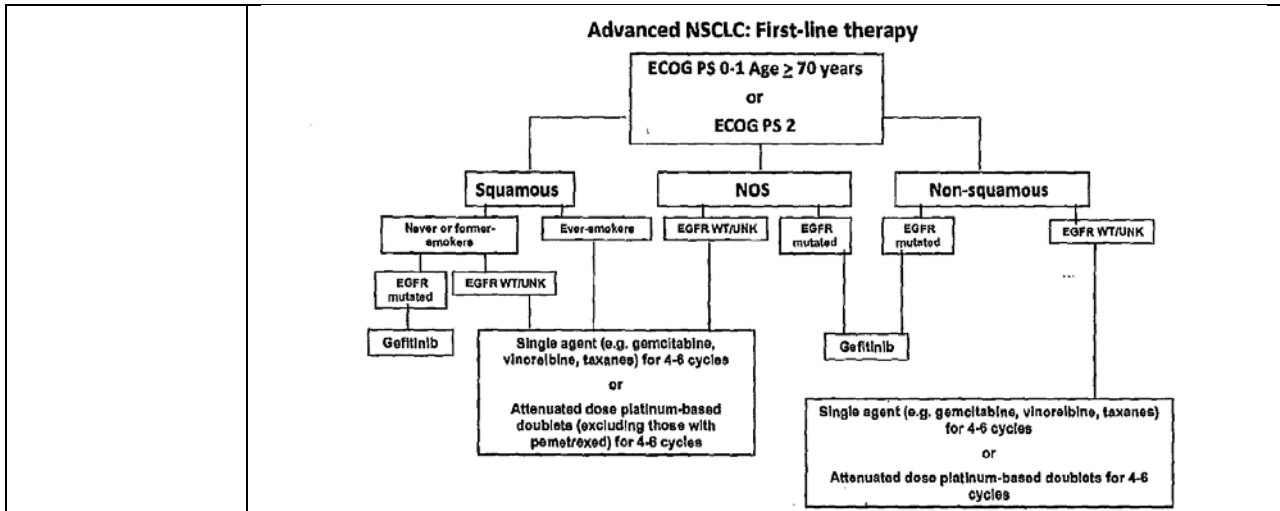 Advanced NSCLC: First-line therapy
ECOG PS 0-1 Age ≥ 70 years
or
ECOG PS 2
Squamous
NOS
Non-squamous
Never or former-
smokers
Ever-smokers
EGFR WT/UNK
EGFR
mutated
EGFR
mutated
EGFR WT/UNK
EGFR
mutated
EGFR WT/UNK
Gefitinib
Single agent (e.g. gemcitabine,
vinorelbine, taxanes) for 4-6 cycles
or
Attenuated dose platinum-based
doublets (excluding those with
pemetrexed) for 4-6 cycles
Gefitinib
Single agent (e.g. gemcitabine, vinorelbine, taxanes)
for 4-6 cycles
or
Attenuated dose platinum-based doublets for 4-6
cycles